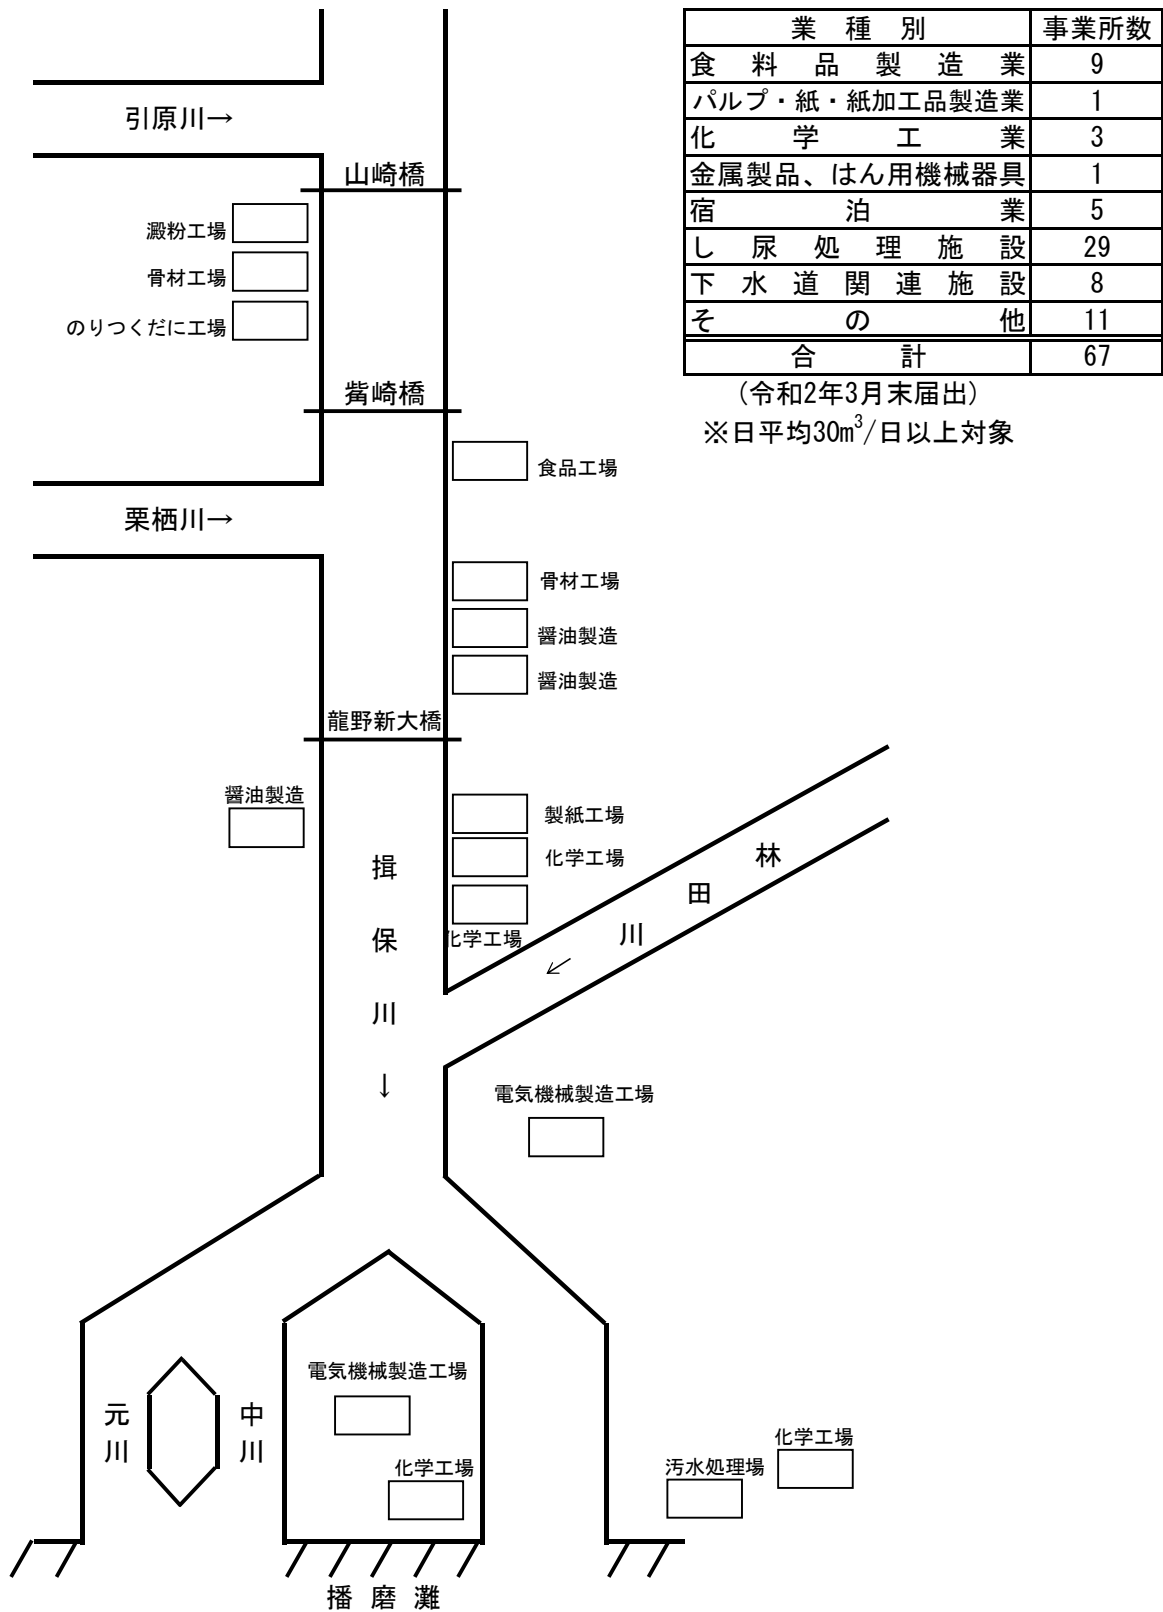 業種別 事業所数
食料品製造業 9
パルプ・紙・紙加工品製造業 1
化学工業 3
金属製品、はん用機械器具 1
宿泊業 5
し尿処理施設 29
下水道関連施設 8
その他 11
合計 67
(令和2年3月末届出)
※日平均30m³/日以上対象
引原川→
山崎橋
澱粉工場
骨材工場
のりつくだに工場
觜崎橋
食品工場
栗栖川→
骨材工場
醤油製造
醤油製造
龍野新大橋
醤油製造
製紙工場
化学工場
化学工場
林田川
←
揖保川
↓
電気機械製造工場
電気機械製造工場
元川
中川
化学工場
汚水処理場
化学工場
播磨灘